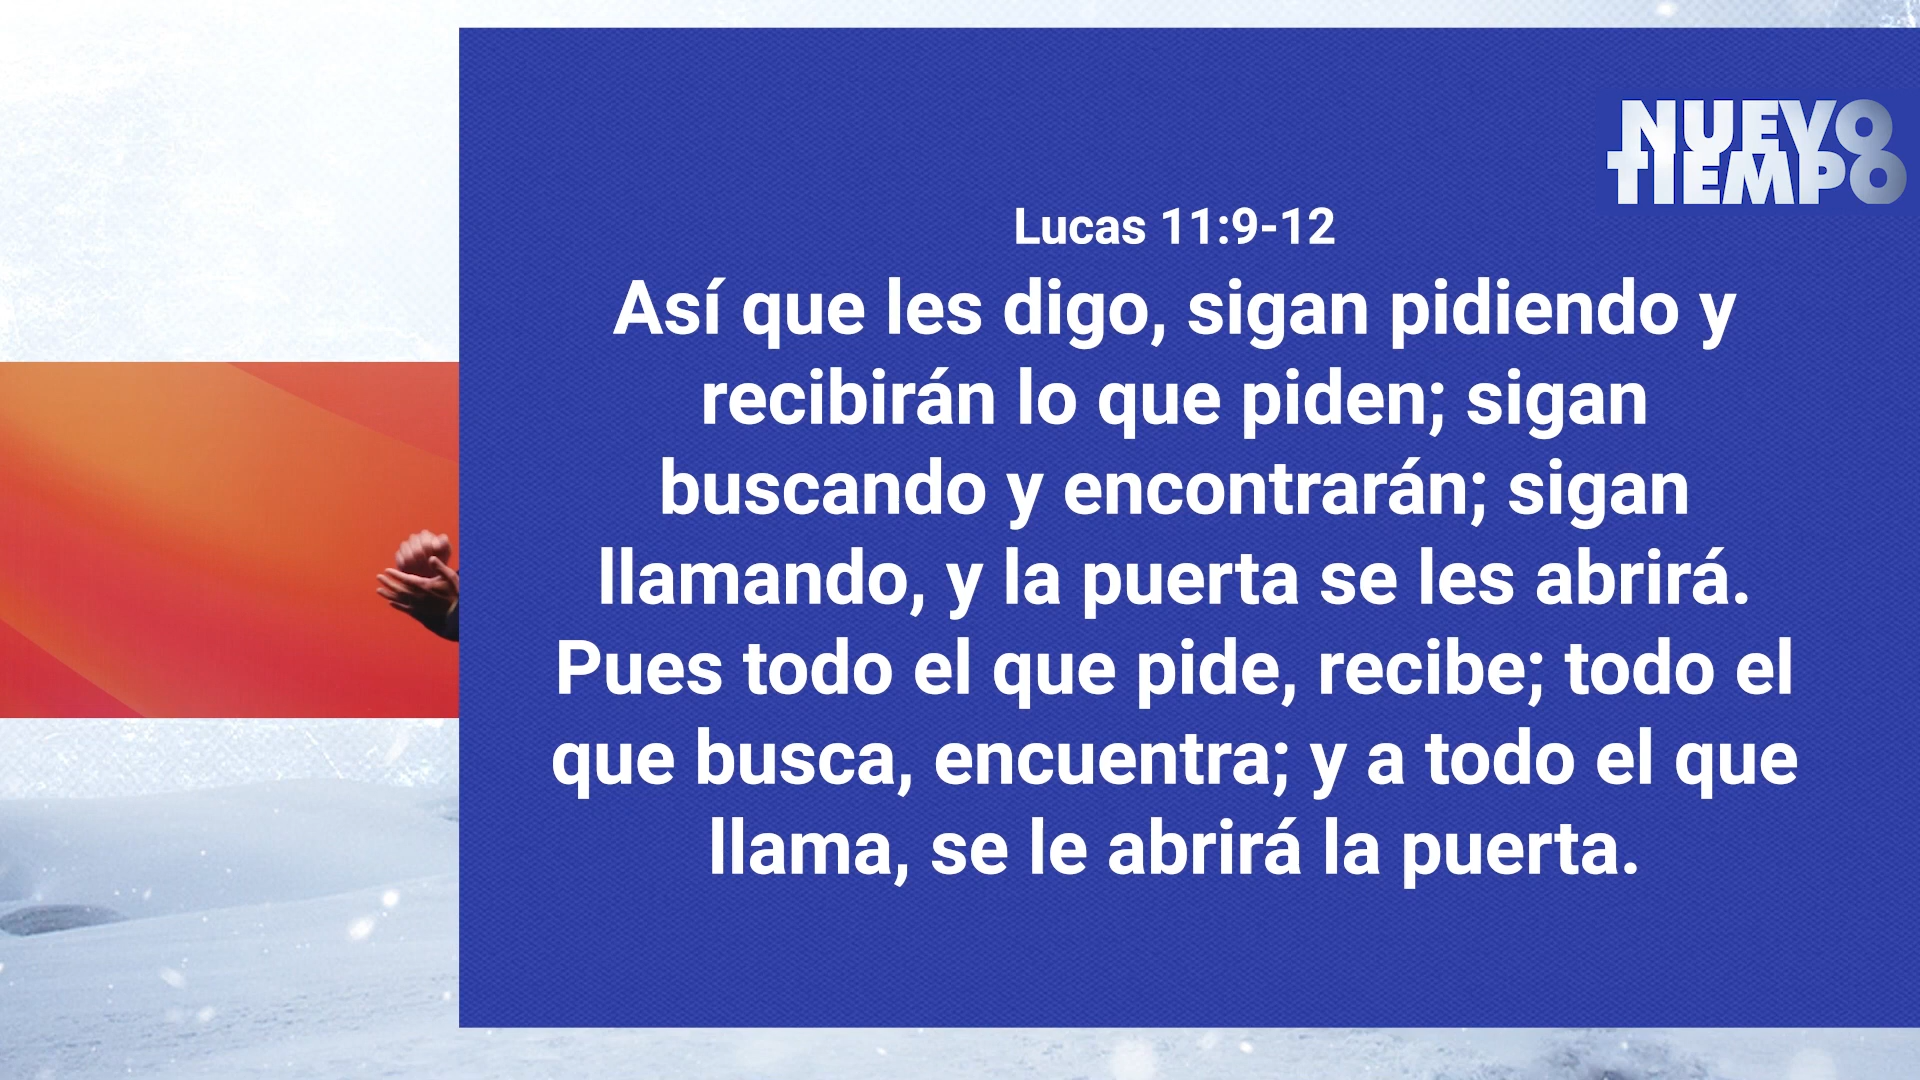 NUEVO
TIEMPO
Lucas 11:9-12
Así que les digo, sigan pidiendo y
recibirán lo que piden; sigan
buscando y encontrarán; sigan
llamando, y la puerta se les abrirá.
Pues todo el que pide, recibe; todo el
que busca, encuentra; y a todo el que
llama, se le abrirá la puerta.